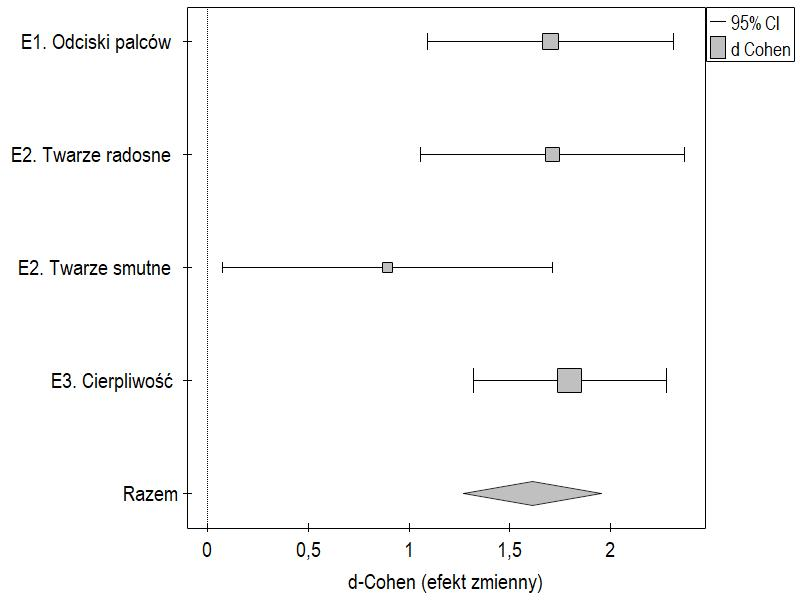 E1. Odciski palców
E2. Twarze radosne
E2. Twarze smutne
E3. Cierpliwość
Razem
0
0,5
1
1,5
2
d-Cohen (efekt zmienny)
95% CI
d Cohen